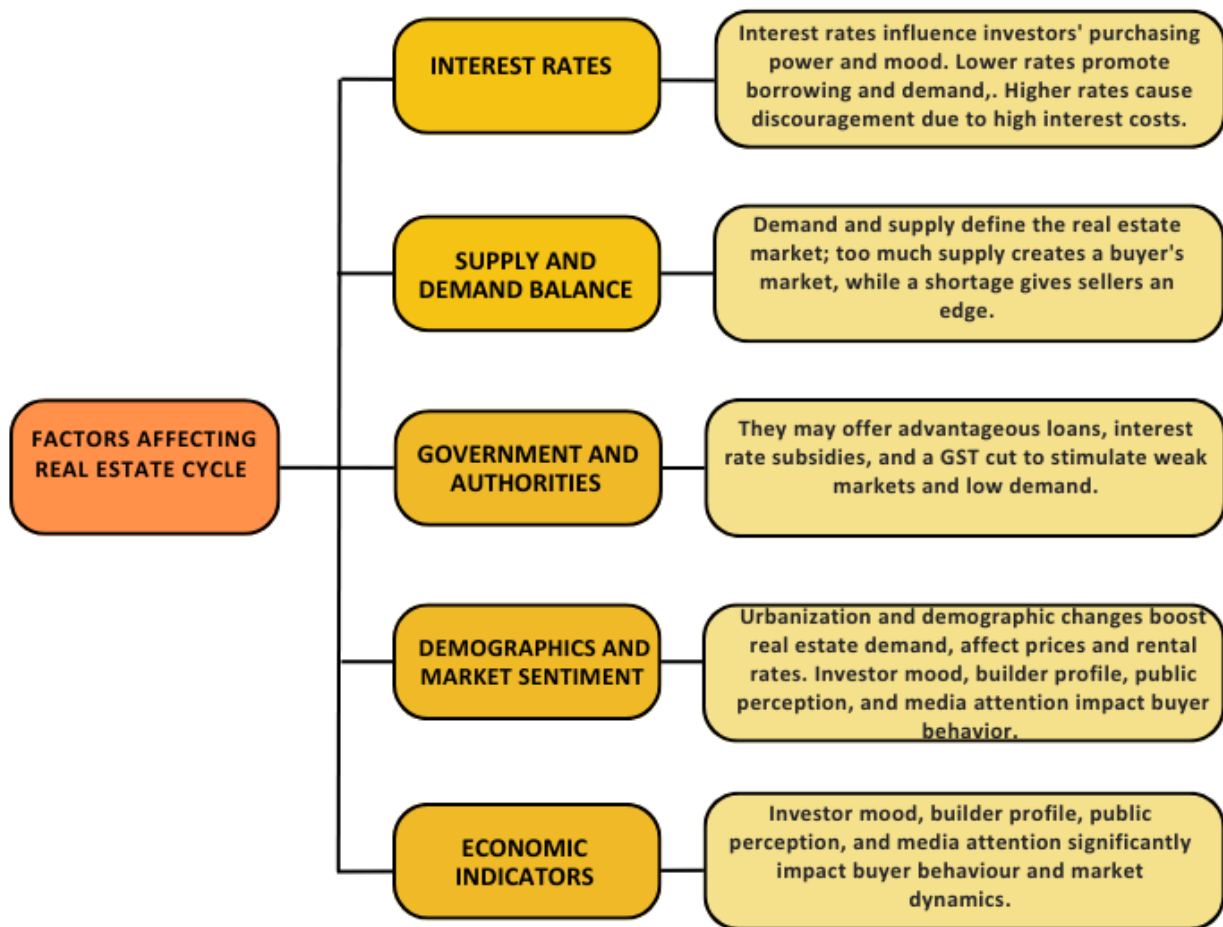 INTEREST RATES
Interest rates influence investors' purchasing
power and mood. Lower rates promote
borrowing and demand,. Higher rates cause
discouragement due to high interest costs.
SUPPLY AND
DEMAND BALANCE
Demand and supply define the real estate
market; too much supply creates a buyer's
market, while a shortage gives sellers an
edge.
FACTORS AFFECTING
REAL ESTATE CYCLE
GOVERNMENT AND
AUTHORITIES
They may offer advantageous loans, interest
rate subsidies, and a GST cut to stimulate weak
markets and low demand.
DEMOGRAPHICS AND
MARKET SENTIMENT
Urbanization and demographic changes boost
real estate demand, affect prices and rental
rates. Investor mood, builder profile, public
perception, and media attention impact buyer
behavior.
ECONOMIC
INDICATORS
Investor mood, builder profile, public
perception, and media attention significantly
impact buyer behaviour and market
dynamics.